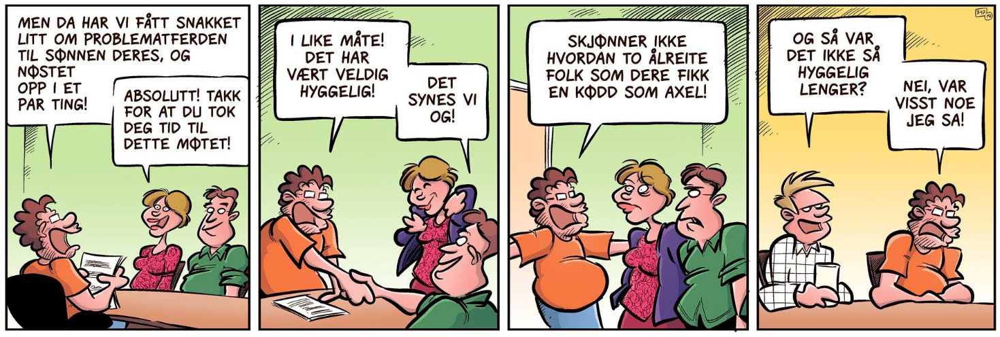 MEN DA HAR VI FÅTT SNAKKET
LITT OM PROBLEMATFERDEN
TIL SØNNEN DERES, OG
NØSTET
OPP I ET
PAR TING!
ABSOLUTT! TAKK
FOR AT DU TOK
DEG TID TIL
DETTE MØTET!
I LIKE MÅTE!
DET HAR
VÆRT VELDIG
HYGGELIG!
DET
SYNES VI
OG!
SKJØNNER IKKE
HVORDAN TO ÅLREITE
FOLK SOM DERE FIKK
EN KØDD SOM AXEL!
OG SÅ VAR
DET IKKE SÅ
HYGGELIG
LENGER?
NEI, VAR
VISST NOE
JEG SA!